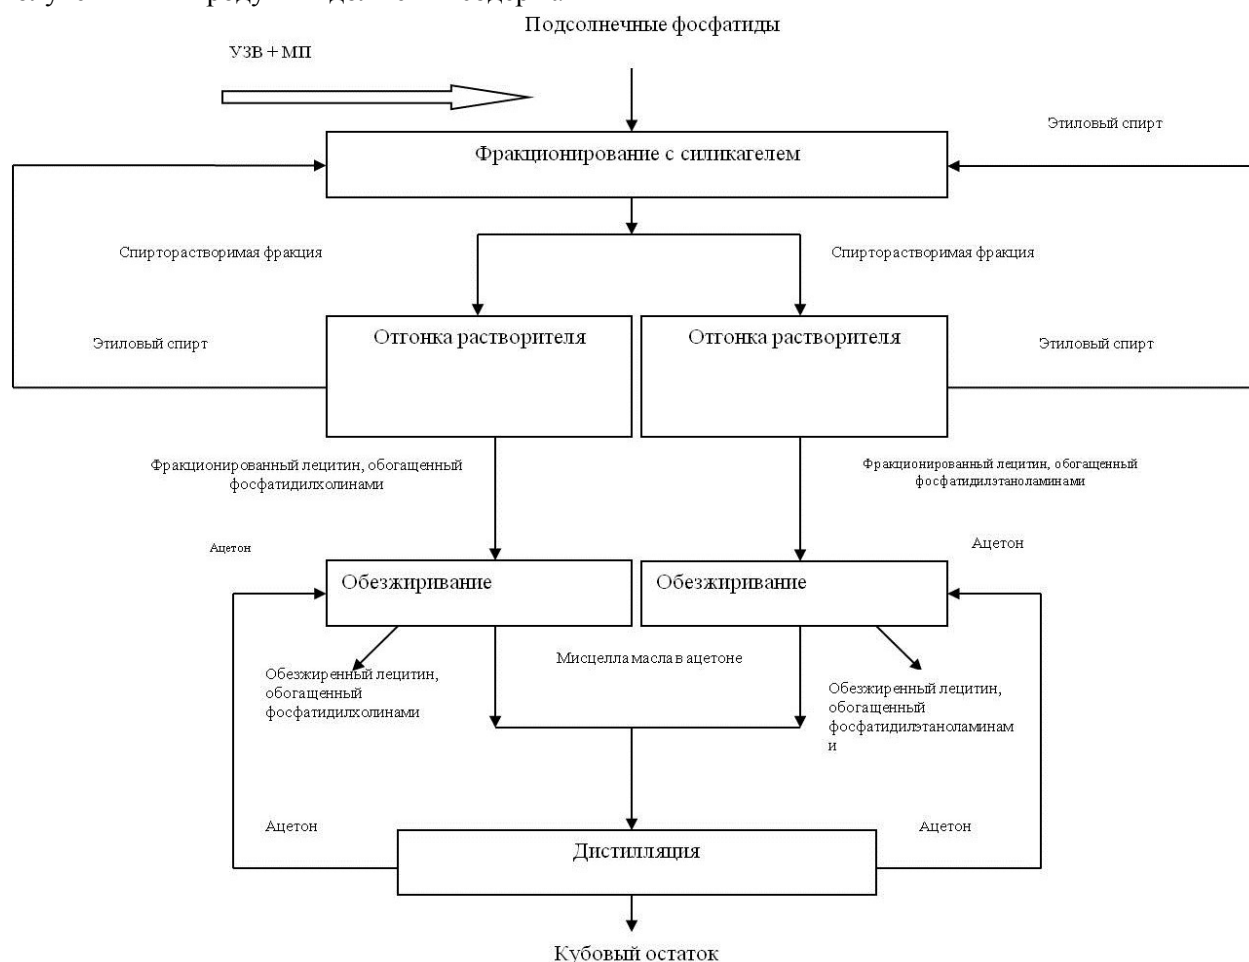 Подсолнечные фосфатиды
УЗВ + МП
Этиловый спирт
Фракционирование с силикагелем
Спирторастворимая фракция
Спирторастворимая фракция
Отгонка растворителя
Отгонка растворителя
Этиловый спирт
Этиловый спирт
Фракционированный лецитин, обогащенный
фосфатидилхолинами
Фракционированный лецитин, обогащенный
фосфатидилэтаноламинами
Ацетон
Ацетон
Обезжиривание
Обезжиривание
Мисцелла масла в ацетоне
Обезжиренный лецитин,
обогащенный
фосфатидилхолинами
Обезжиренный лецитин,
обогащенный
фосфатидилэтаноламинам
и
Ацетон
Ацетон
Дистилляция
Кубовый остаток